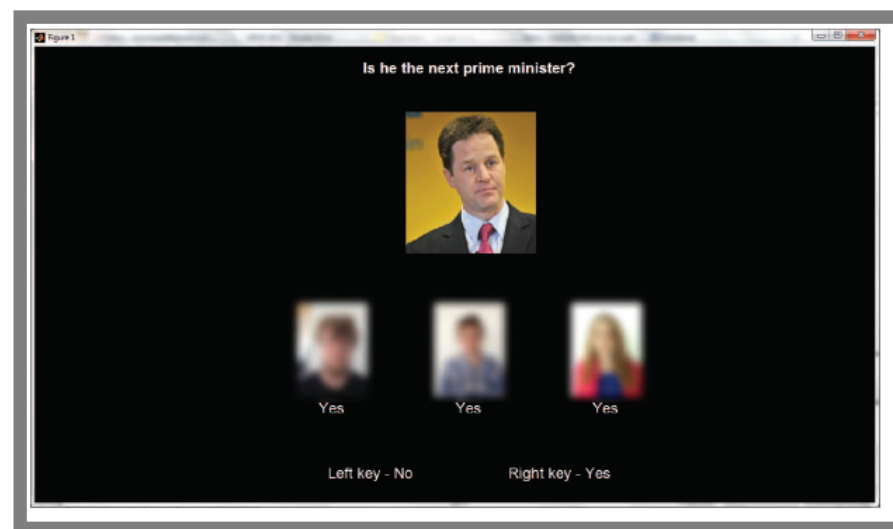 Figure 1
Is he the next prime minister?
Yes Yes Yes
Left key - No Right key - Yes